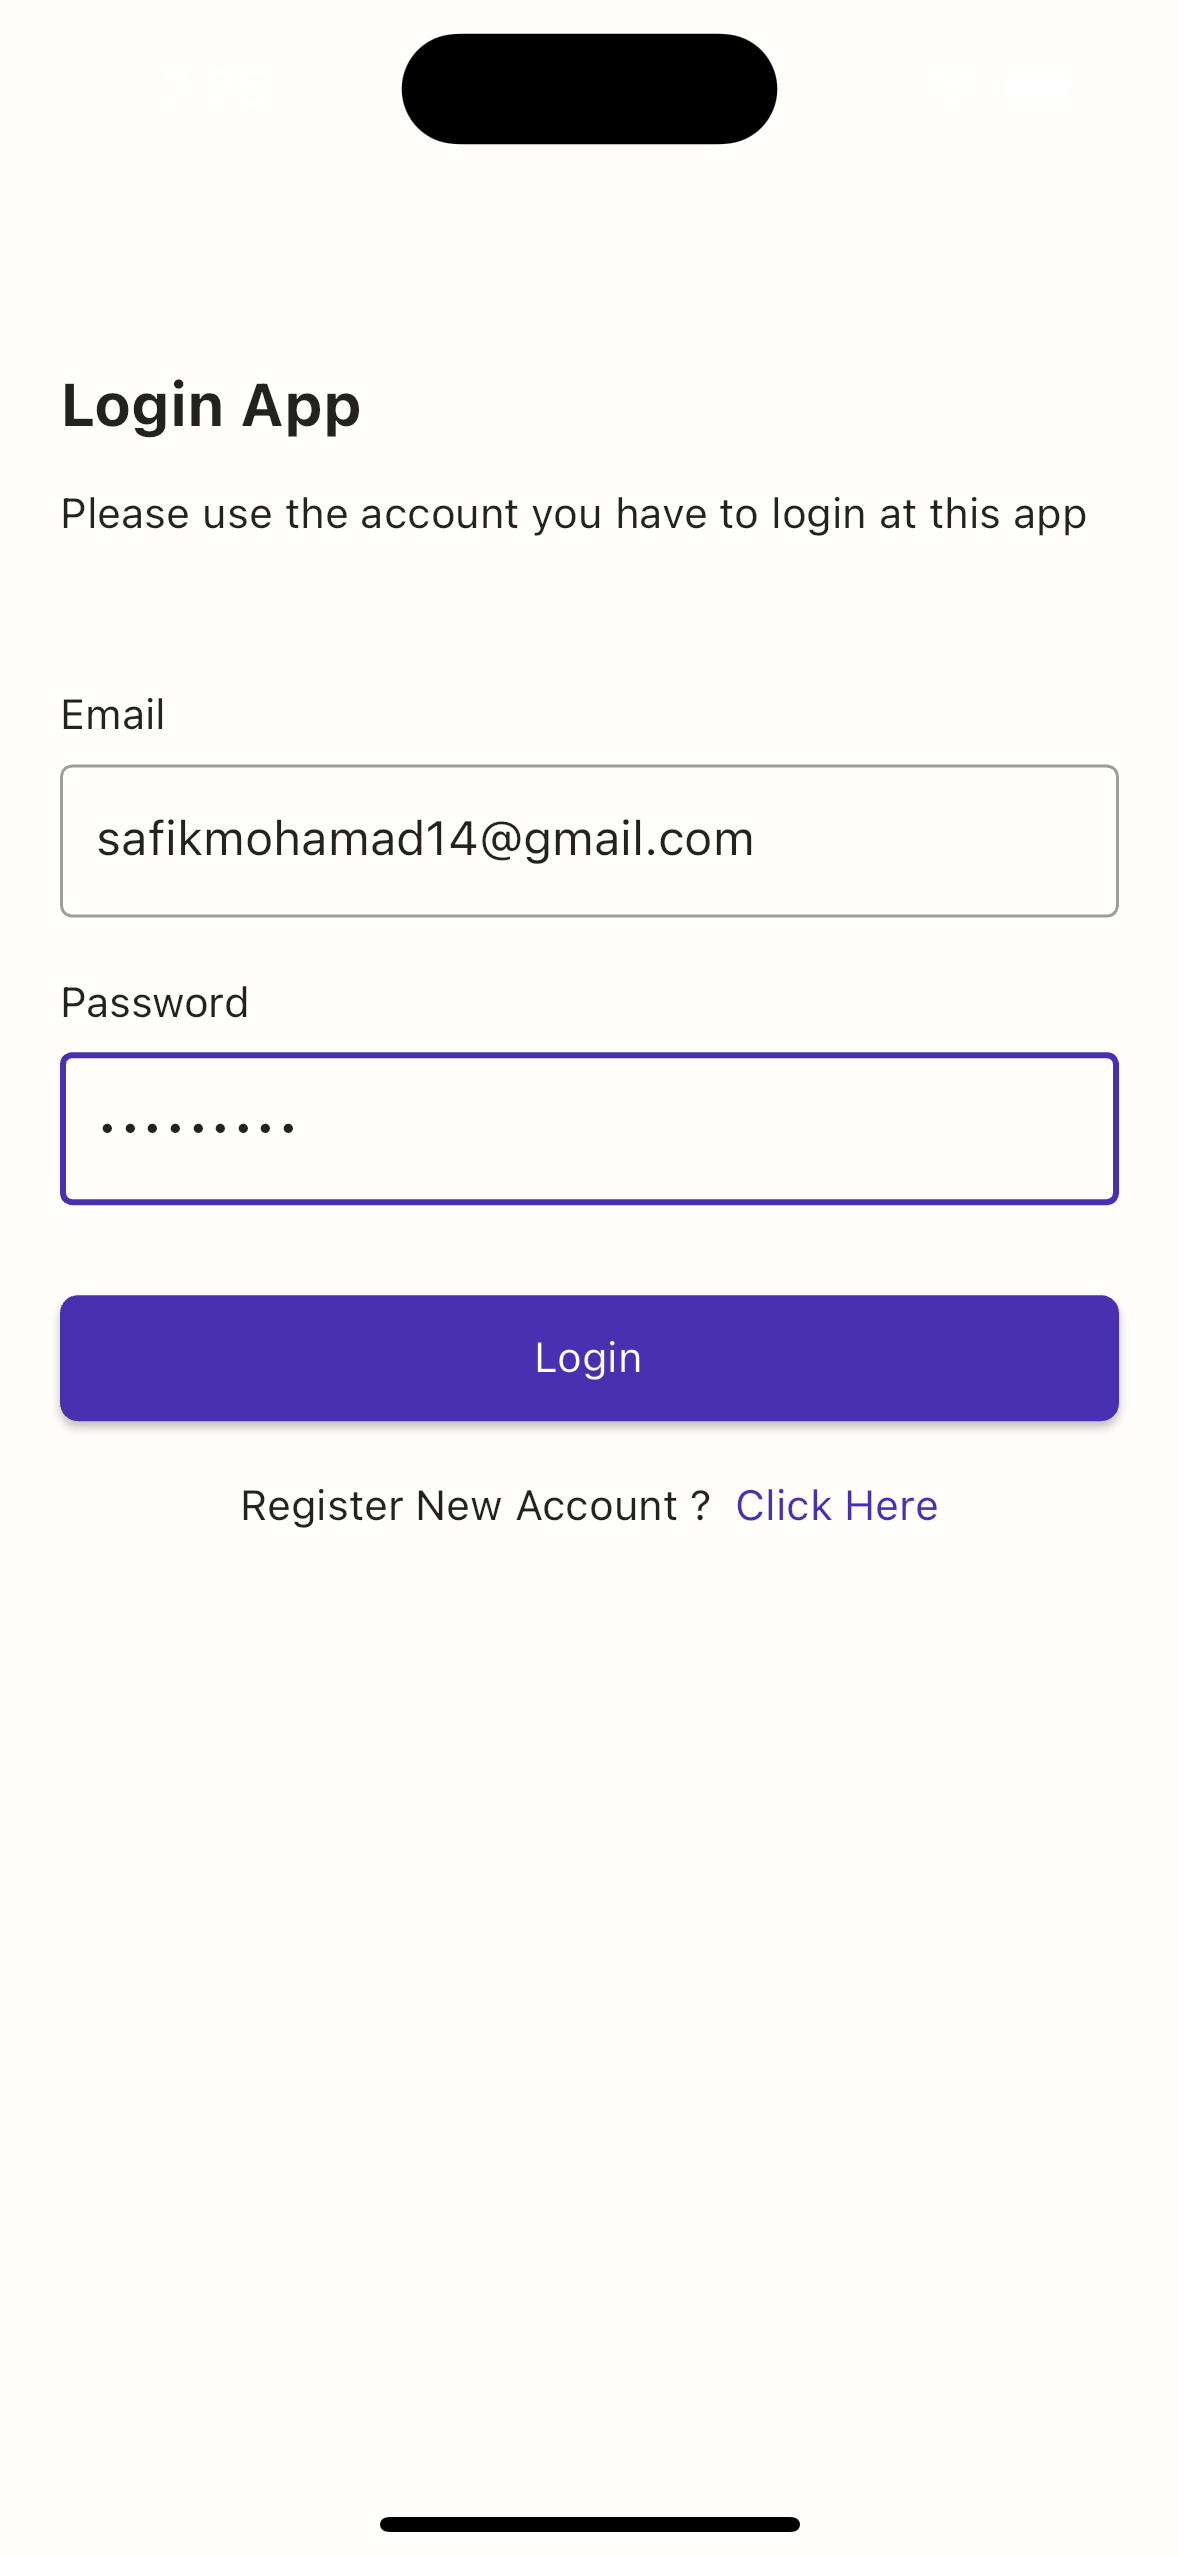 Login App
Please use the account you have to login at this app
Email
safikmohamad14@gmail.com
Password
•••••••••
Login
Register New Account ? Click Here